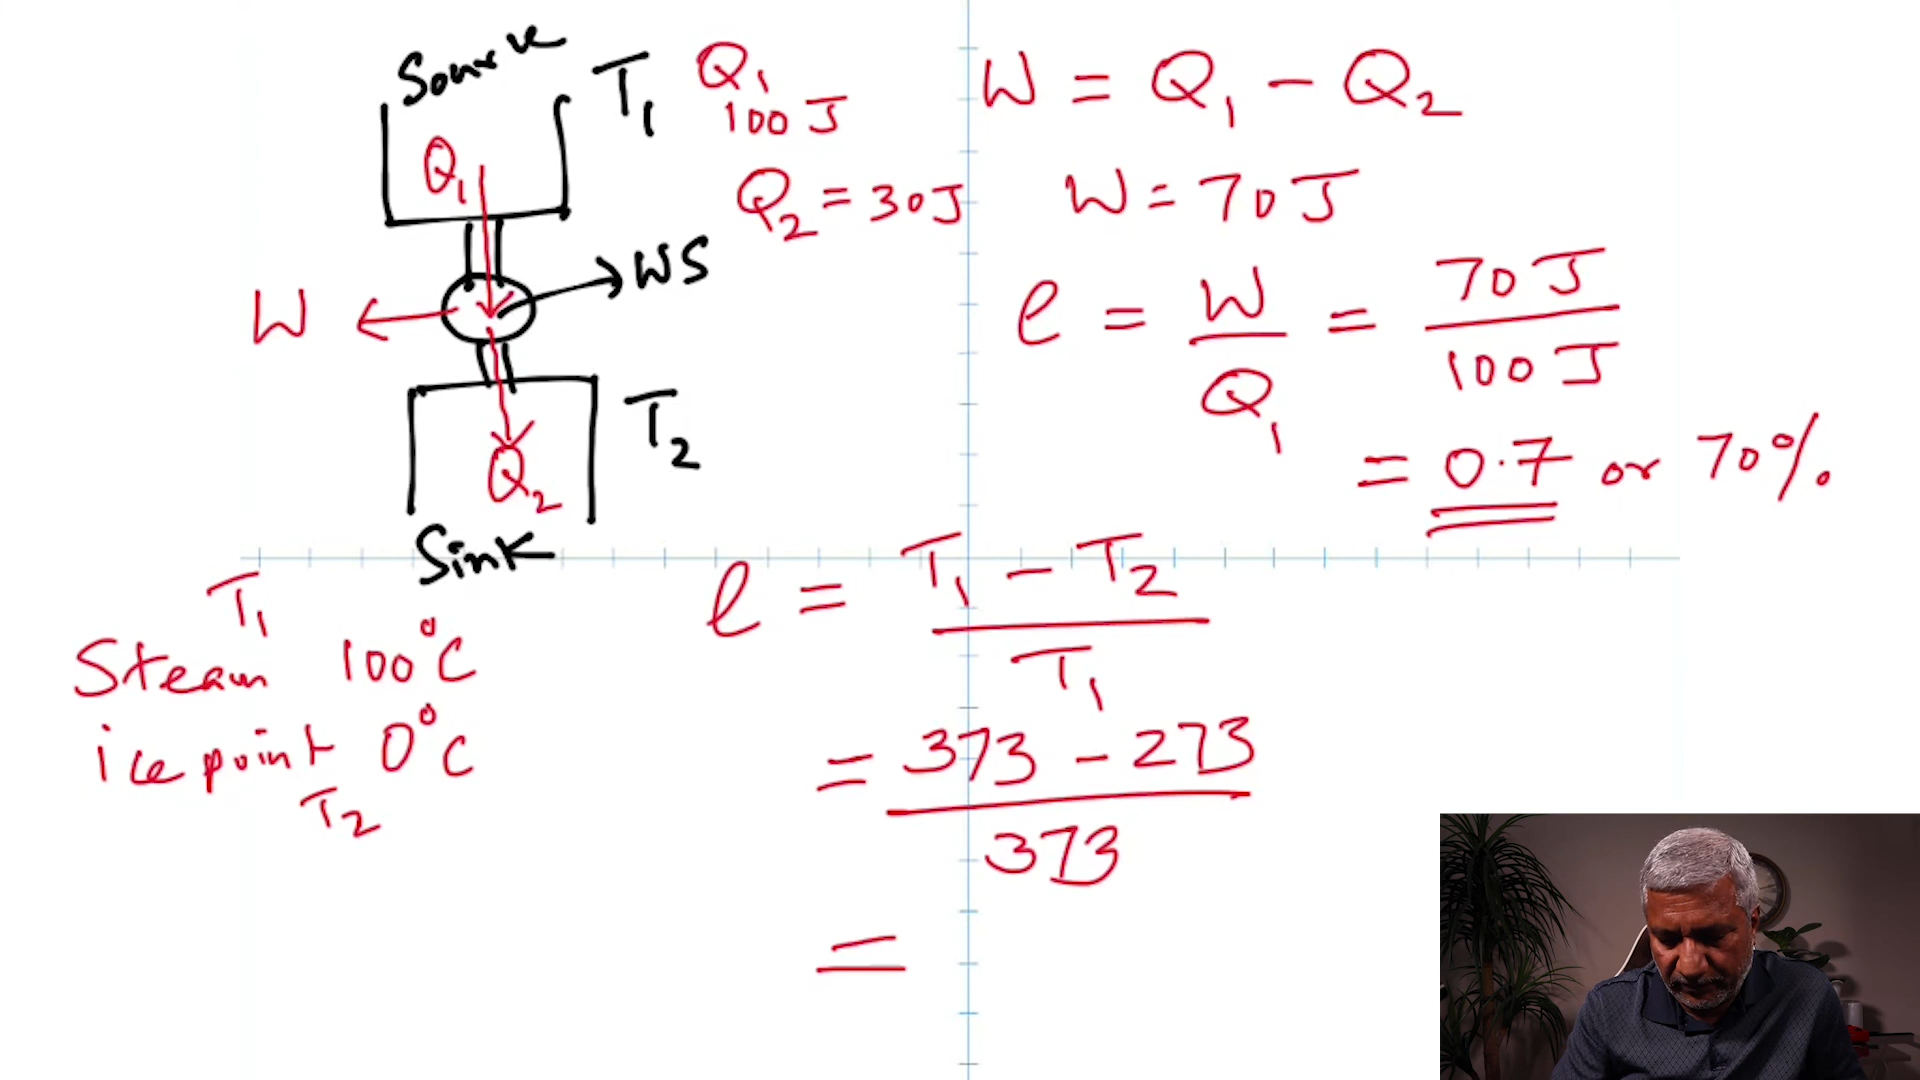 Source
T₁
Q₁
100 J
Q₁
Q₂ = 30J
WS
W
T₂
Q₂
Sink
W = Q₁ - Q₂
W = 70 J
e = W/Q₁ = 70 J/100 J
= 0.7 or 70%
T₁
Steam 100°C
ice point 0°C
T₂
e = T₁ - T₂/T₁
= 373 - 273/373
=